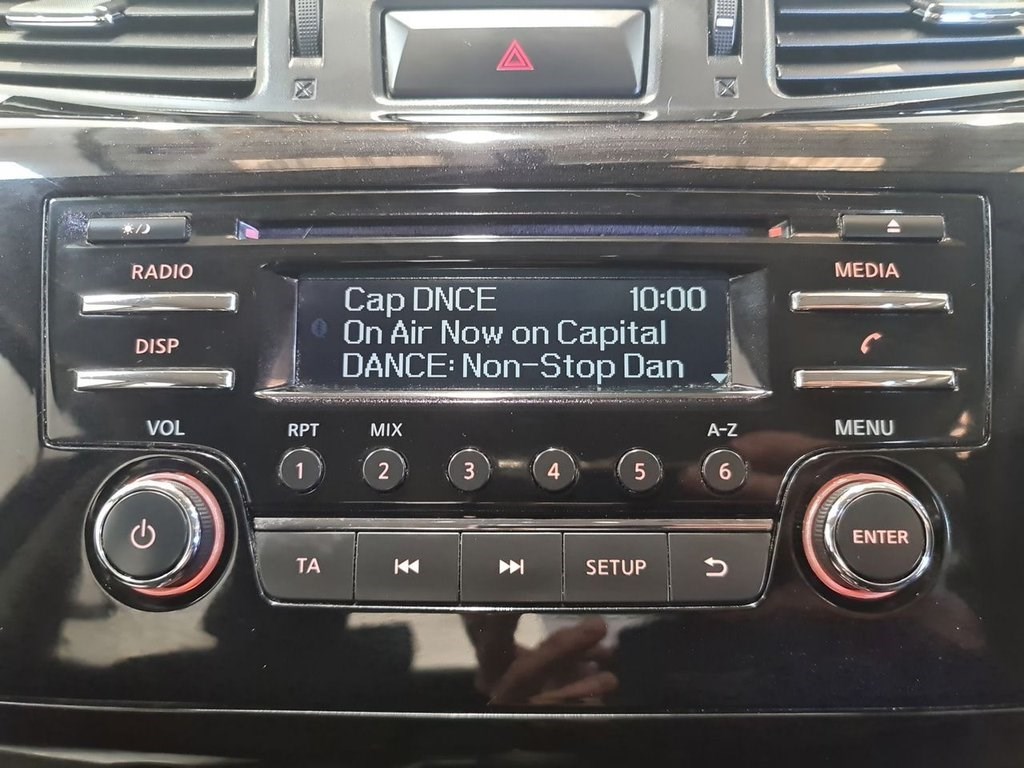 RADIO
MEDIA
Cap DNCE 10:00
On Air Now on Capital
DANCE: Non-Stop Dan
DISP
VOL
RPT MIX A-Z
MENU
1 2 3 4 5 6
ENTER
TA SETUP